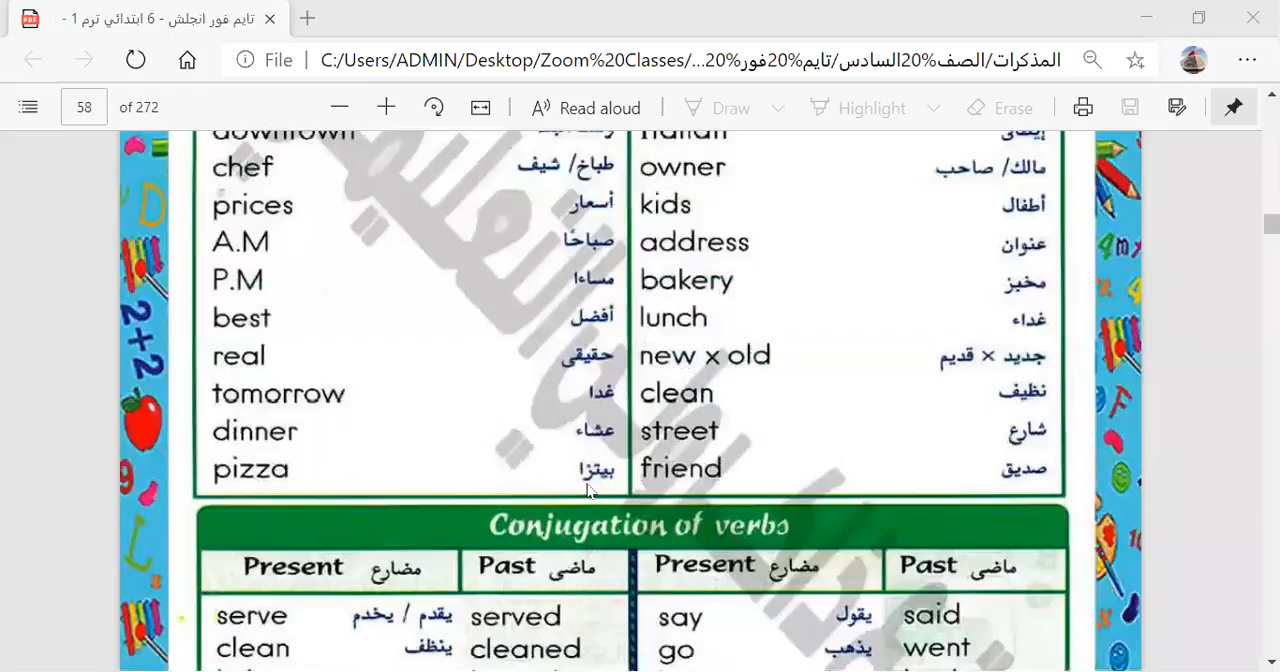 تايم فور انجلش - 6 ابتدائي ترم 1 -
File C:/Users/ADMIN/Desktop/Zoom%20Classes/المذكرات/الصف%20السادس/تايم%20فور%20...
58 of 272 Read aloud Draw Highlight Erase
downtown
chef طباخ/ شيف owner مالك/ صاحب
prices أسعار kids أطفال
A.M صباحًا address عنوان
P.M مساءا bakery مخبز
best أفضل lunch غداء
real حقيقى new x old جديد × قديم
tomorrow غدا clean نظيف
dinner عشاء street شارع
pizza بيتزا friend صديق
Conjugation of verbs
Present مضارع Past ماضى Present مضارع Past ماضى
serve يقدم / يخدم served say يقول said
clean ينظف cleaned go يذهب went